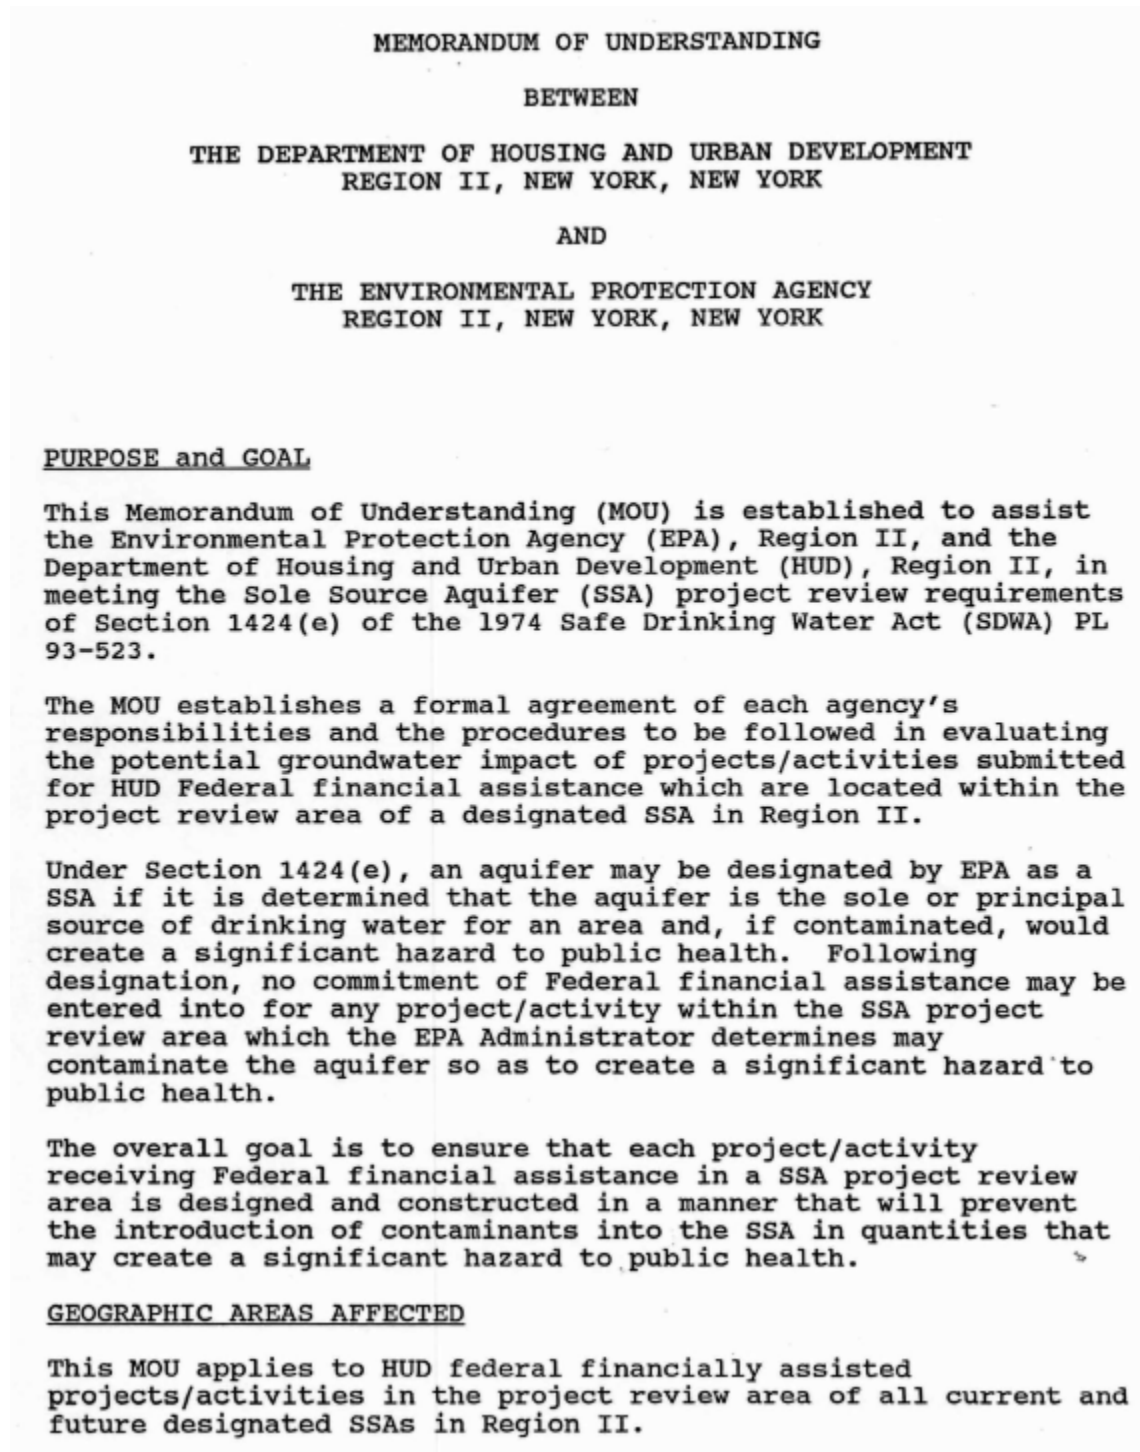 MEMORANDUM OF UNDERSTANDING
BETWEEN
THE DEPARTMENT OF HOUSING AND URBAN DEVELOPMENT
REGION II, NEW YORK, NEW YORK
AND
THE ENVIRONMENTAL PROTECTION AGENCY
REGION II, NEW YORK, NEW YORK
PURPOSE and GOAL
This Memorandum of Understanding (MOU) is established to assist
the Environmental Protection Agency (EPA), Region II, and the
Department of Housing and Urban Development (HUD), Region II, in
meeting the Sole Source Aquifer (SSA) project review requirements
of Section 1424(e) of the 1974 Safe Drinking Water Act (SDWA) PL
93-523.
The MOU establishes a formal agreement of each agency's
responsibilities and the procedures to be followed in evaluating
the potential groundwater impact of projects/activities submitted
for HUD Federal financial assistance which are located within the
project review area of a designated SSA in Region II.
Under Section 1424(e), an aquifer may be designated by EPA as a
SSA if it is determined that the aquifer is the sole or principal
source of drinking water for an area and, if contaminated, would
create a significant hazard to public health.  Following
designation, no commitment of Federal financial assistance may be
entered into for any project/activity within the SSA project
review area which the EPA Administrator determines may
contaminate the aquifer so as to create a significant hazard to
public health.
The overall goal is to ensure that each project/activity
receiving Federal financial assistance in a SSA project review
area is designed and constructed in a manner that will prevent
the introduction of contaminants into the SSA in quantities that
may create a significant hazard to public health.
GEOGRAPHIC AREAS AFFECTED
This MOU applies to HUD federal financially assisted
projects/activities in the project review area of all current and
future designated SSAs in Region II.